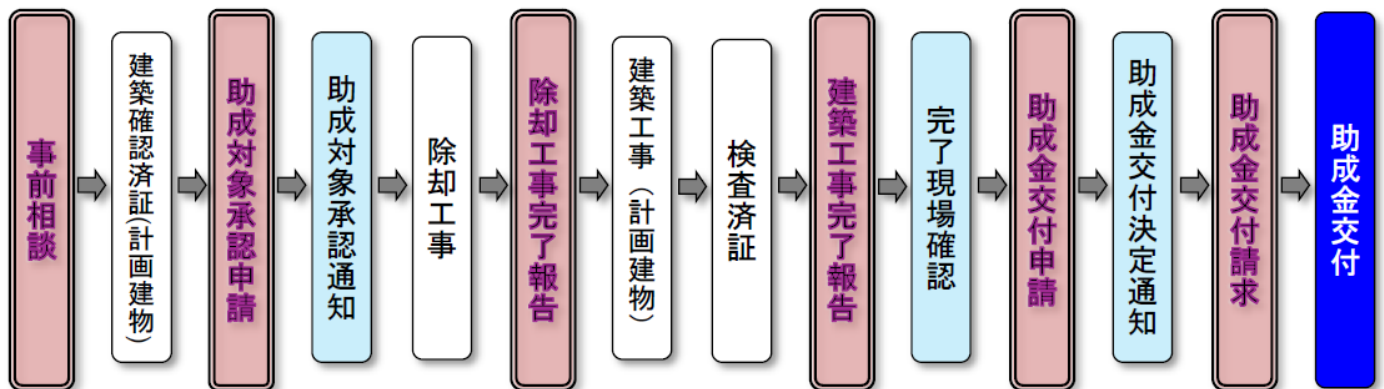 事前相談
建築確認済証(計画建物)
助成対象承認申請
助成対象承認通知
除却工事
除却工事完了報告
建築工事（計画建物）
検査済証
建築工事完了報告
完了現場確認
助成金交付申請
助成金交付決定通知
助成金交付請求
助成金交付